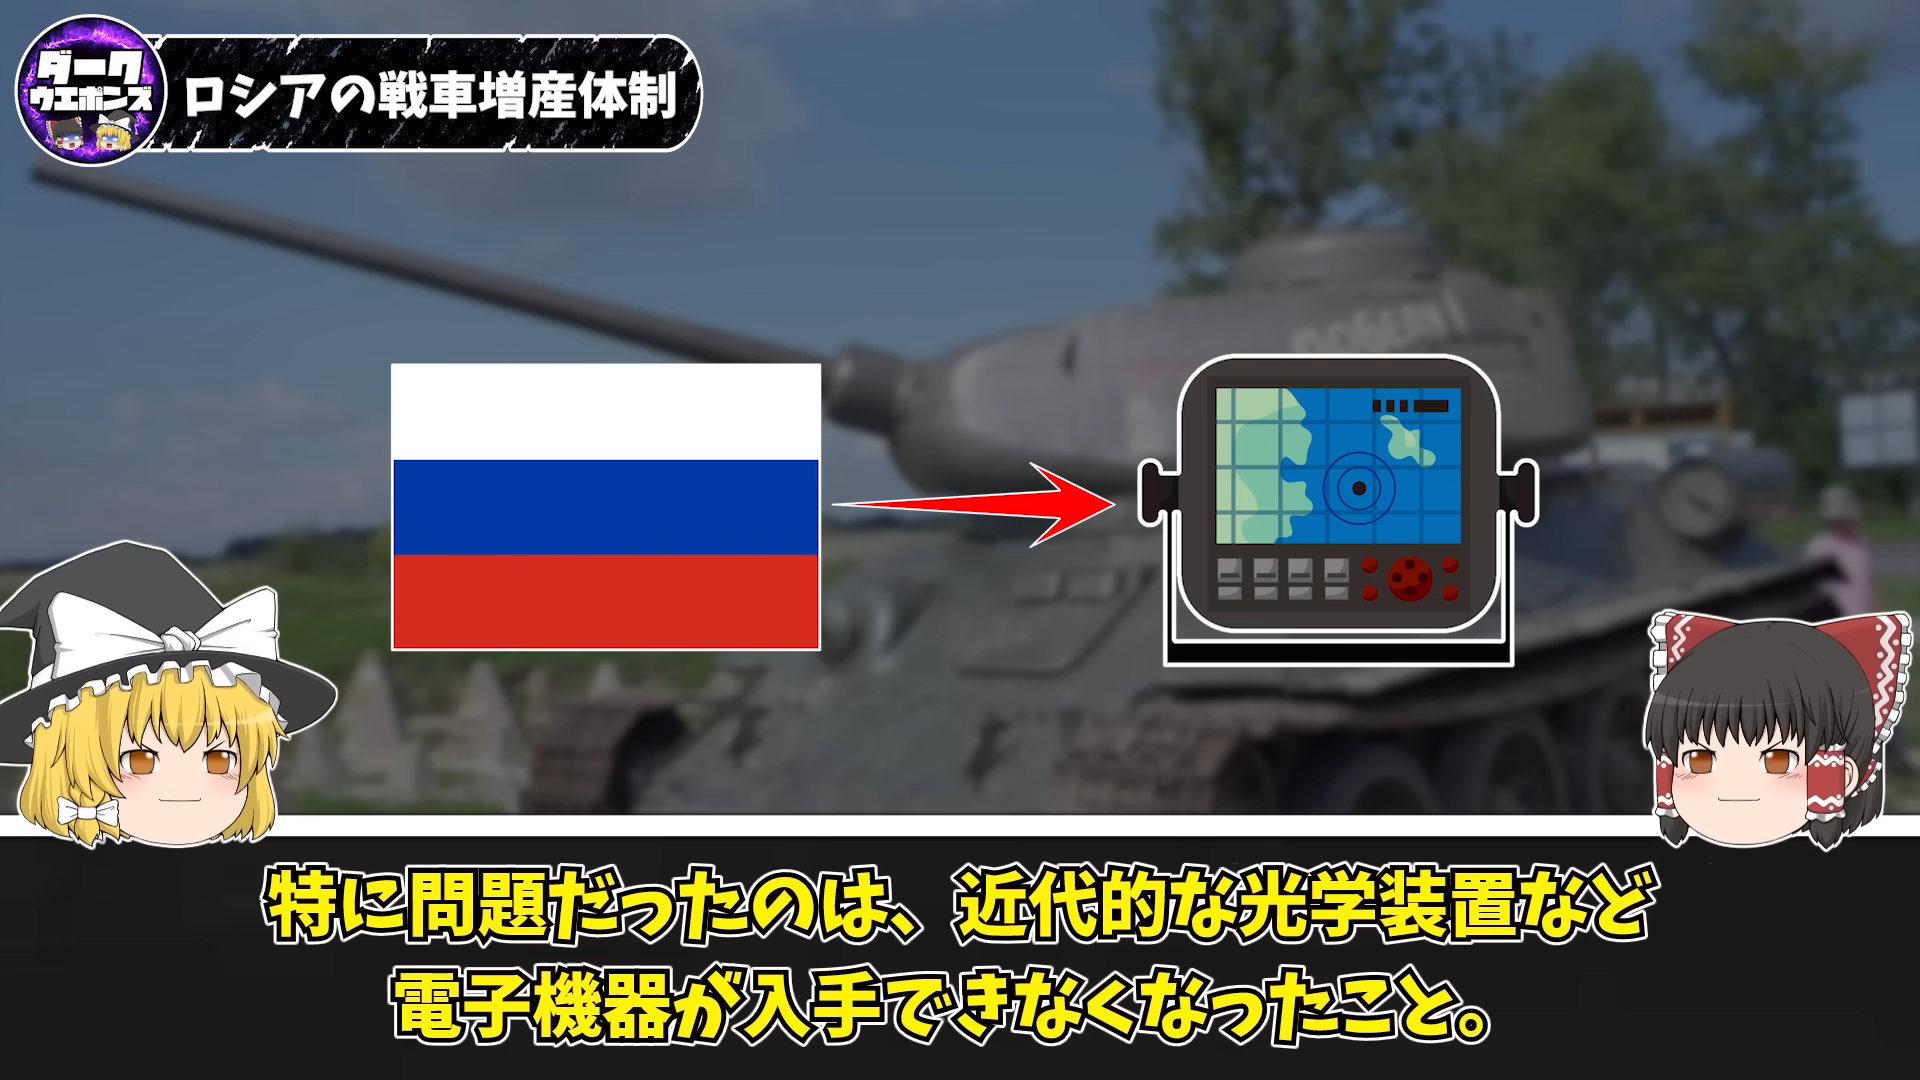 ダーク
ウエポンズ
ロシアの戦車増産体制
特に問題だったのは、近代的な光学装置など
電子機器が入手できなくなったこと。